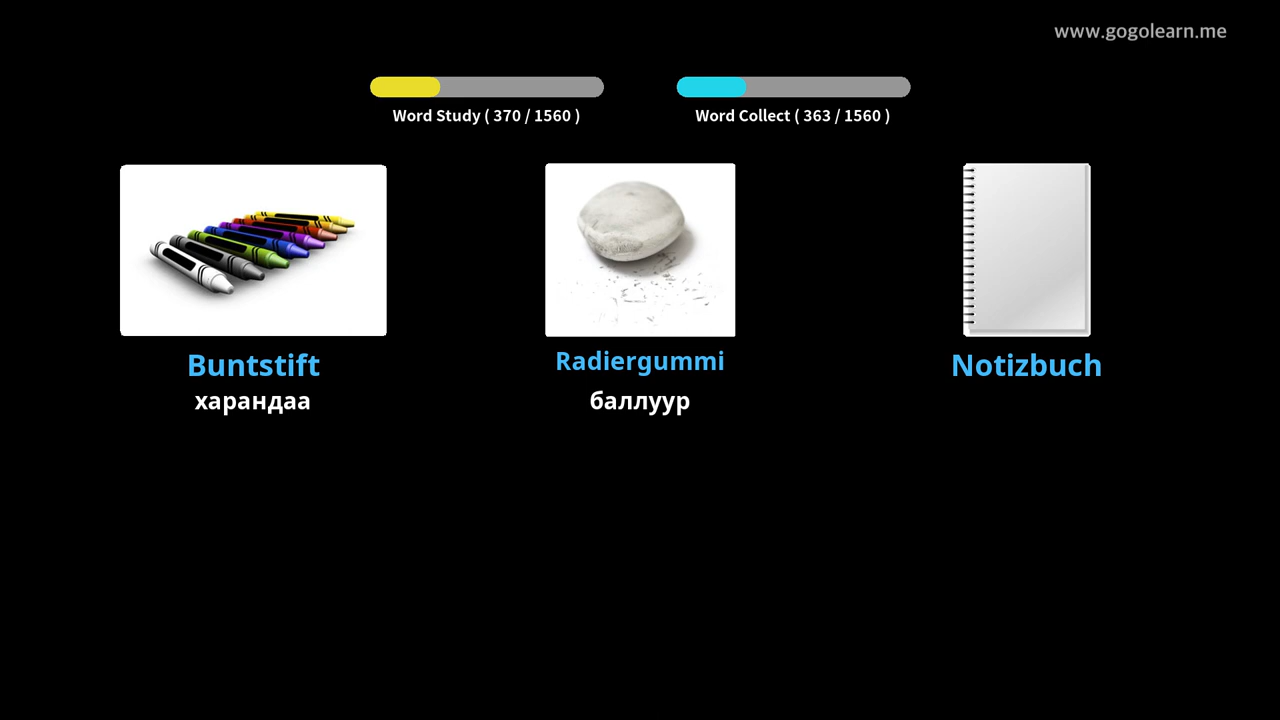 www.gogolearn.me
Word Study ( 370 / 1560 )
Word Collect ( 363 / 1560 )
Buntstift
харандаа
Radiergummi
баллуур
Notizbuch